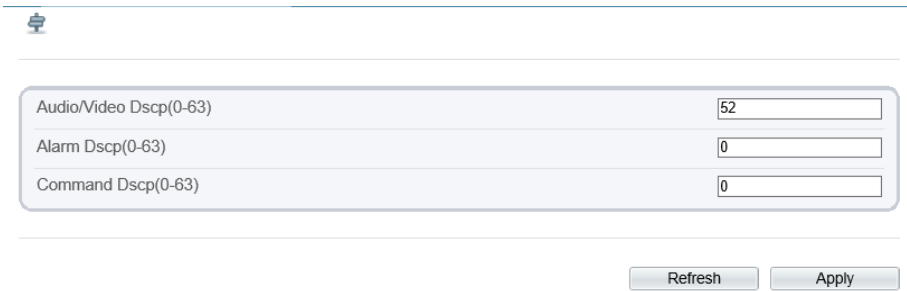 Audio/Video Dscp(0-63) 52
Alarm Dscp(0-63) 0
Command Dscp(0-63) 0
Refresh Apply